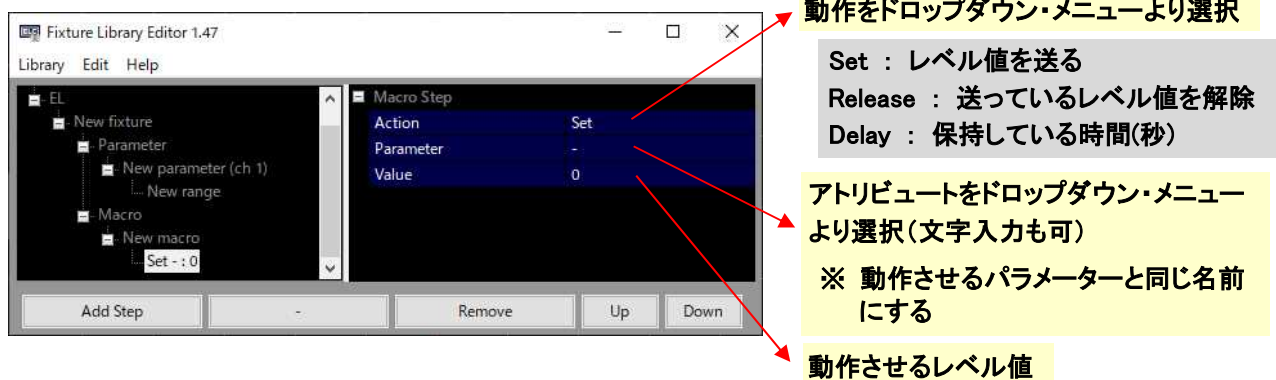 動作をドロップダウン・メニューより選択
Fixture Library Editor 1.47
Library Edit Help
EL
New fixture
Parameter
New parameter (ch 1)
New range
Macro
New macro
Set - : 0
Macro Step
Action Set
Parameter -
Value 0
Add Step - Remove Up Down
Set : レベル値を送る
Release : 送っているレベル値を解除
Delay : 保持している時間(秒)
アトリビュートをドロップダウン・メニュー
より選択(文字入力も可)
※ 動作させるパラメーターと同じ名前
にする
動作させるレベル値